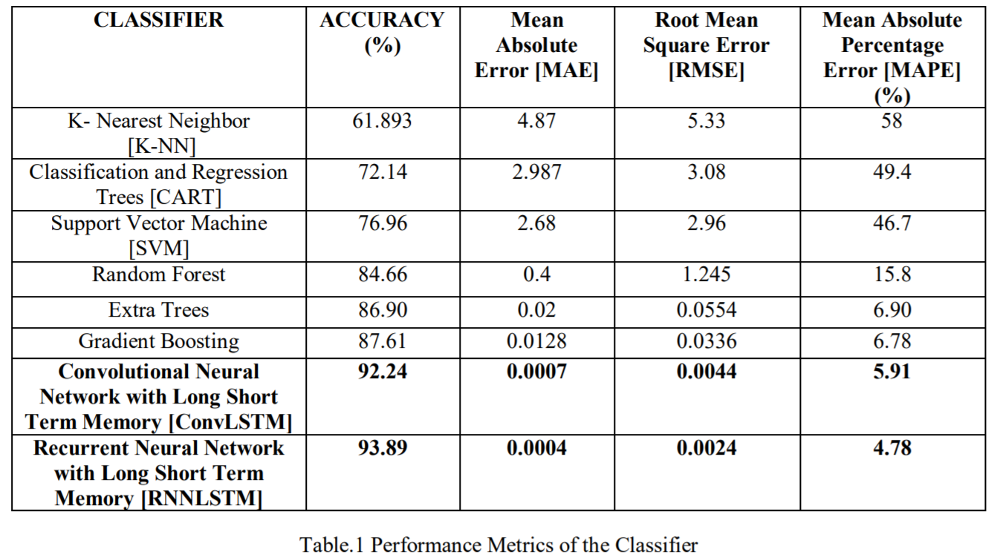 CLASSIFIER ACCURACY (%) Mean Absolute Error [MAE] Root Mean Square Error [RMSE] Mean Absolute Percentage Error [MAPE] (%)
K- Nearest Neighbor [K-NN] 61.893 4.87 5.33 58
Classification and Regression Trees [CART] 72.14 2.987 3.08 49.4
Support Vector Machine [SVM] 76.96 2.68 2.96 46.7
Random Forest 84.66 0.4 1.245 15.8
Extra Trees 86.90 0.02 0.0554 6.90
Gradient Boosting 87.61 0.0128 0.0336 6.78
Convolutional Neural Network with Long Short Term Memory [ConvLSTM] 92.24 0.0007 0.0044 5.91
Recurrent Neural Network with Long Short Term Memory [RNNLSTM] 93.89 0.0004 0.0024 4.78
Table.1 Performance Metrics of the Classifier